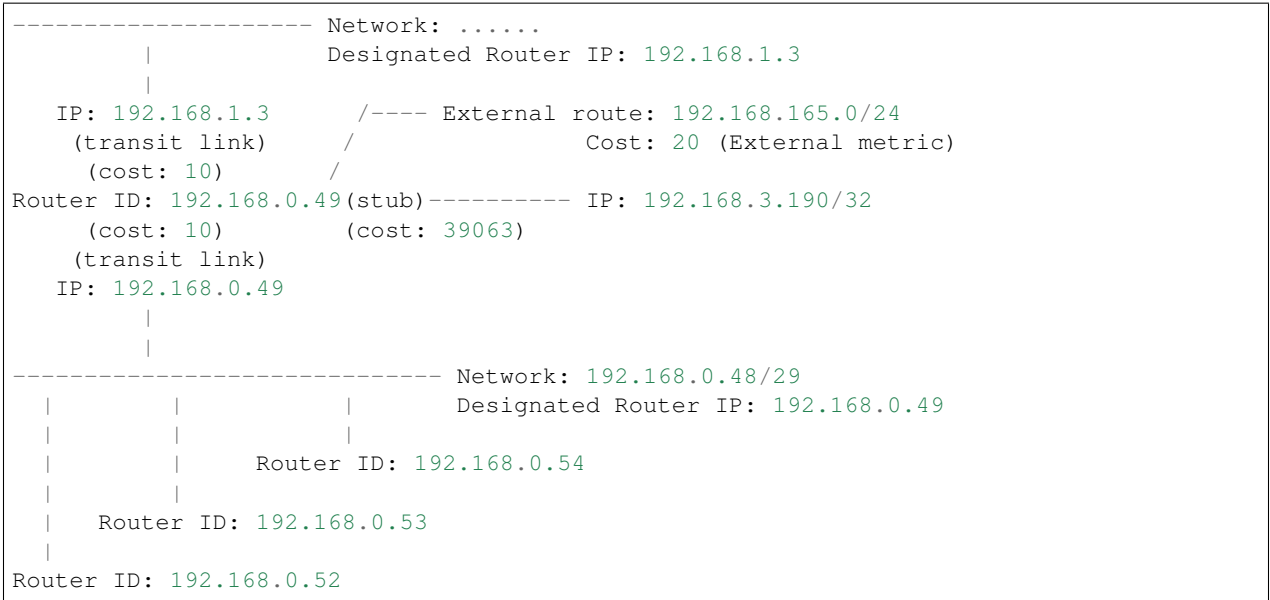 --------------------- Network: ......
          |            Designated Router IP: 192.168.1.3
          |
   IP: 192.168.1.3      /---- External route: 192.168.165.0/24
    (transit link)     /                Cost: 20 (External metric)
     (cost: 10)       /
Router ID: 192.168.0.49(stub)---------- IP: 192.168.3.190/32
     (cost: 10)        (cost: 39063)
    (transit link)
   IP: 192.168.0.49
         |
         |
------------------------------ Network: 192.168.0.48/29
  |        |           |       Designated Router IP: 192.168.0.49
  |        |           |
  |        |     Router ID: 192.168.0.54
  |        |
  |   Router ID: 192.168.0.53
  |
Router ID: 192.168.0.52